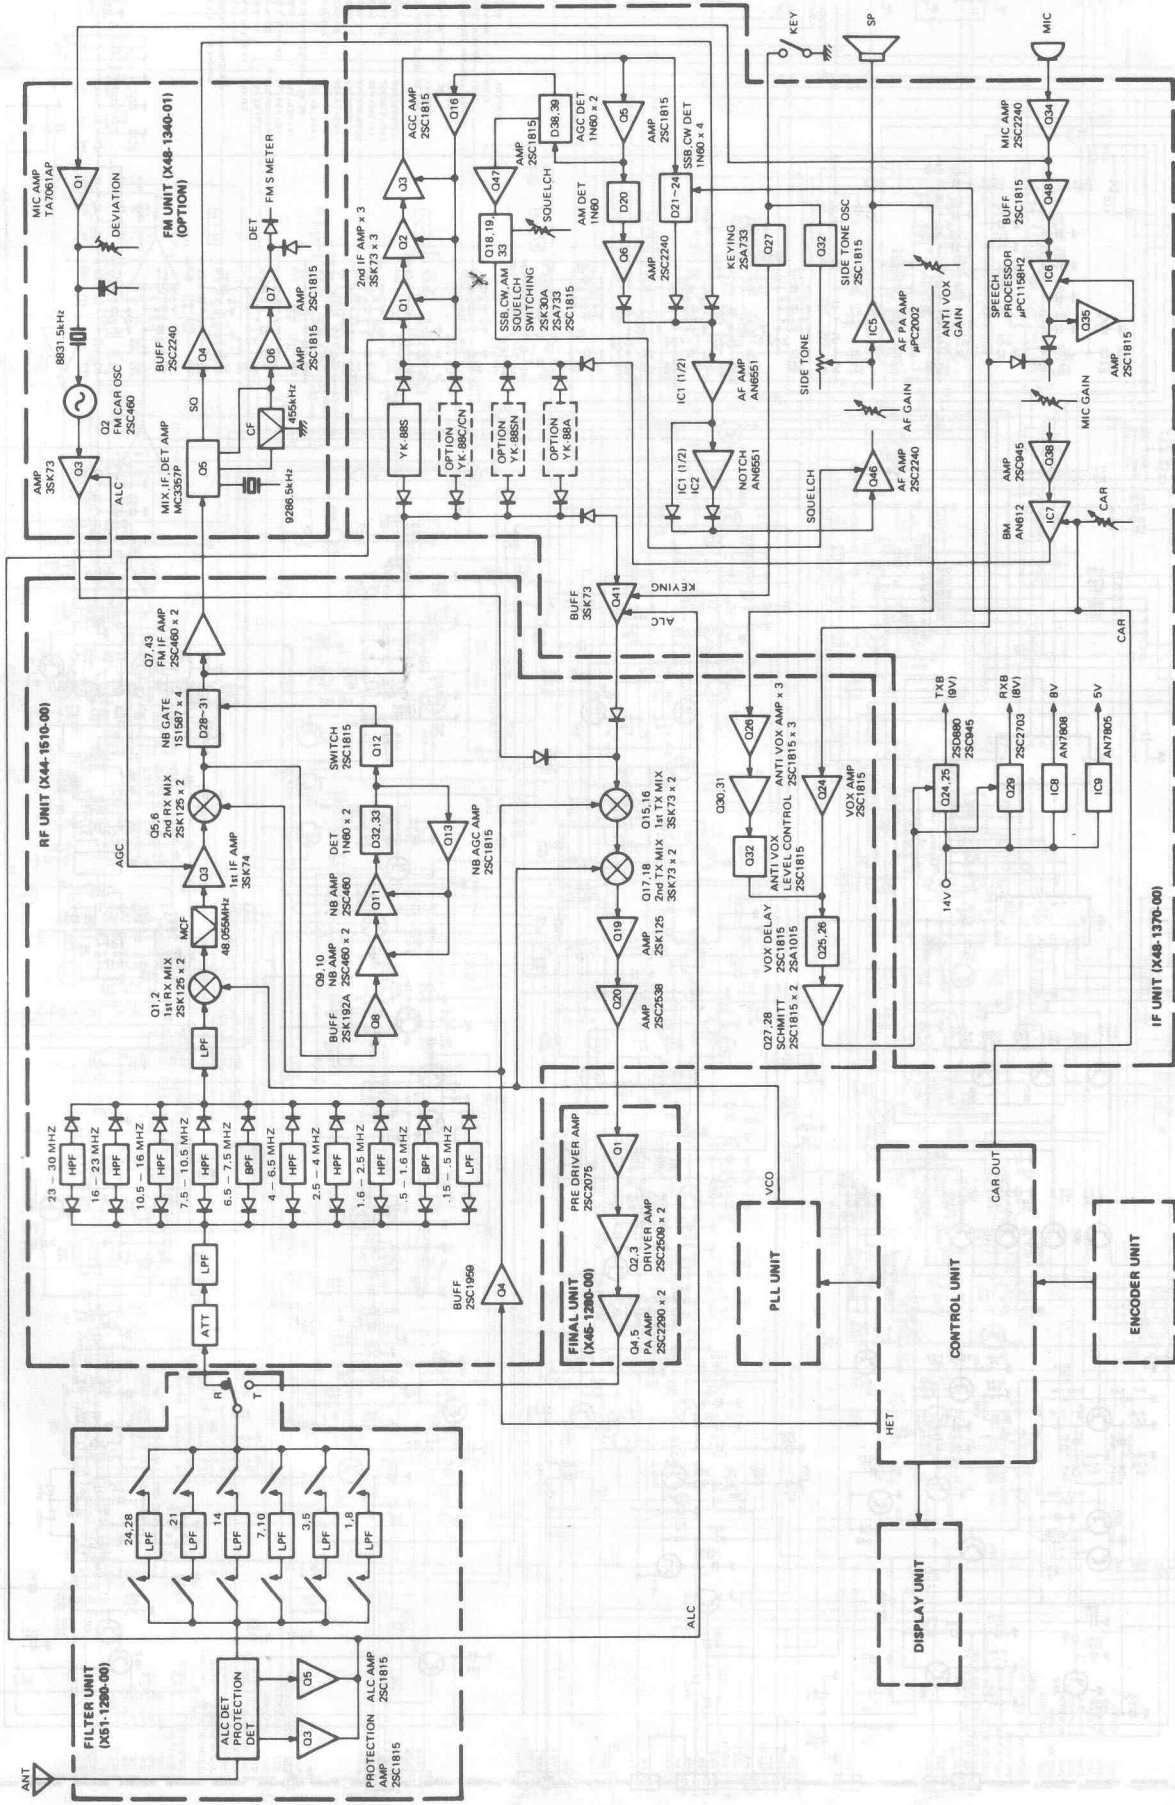 ANT
FILTER UNIT
(X51-1290-00)
ALC DET
PROTECTION
DET
Q3
Q5
PROTECTION
AMP
2SC1815
ALC AMP
2SC1815
24,28
LPF
21
LPF
14
LPF
7,10
LPF
3,5
LPF
1,8
LPF
R
T
ALC
RF UNIT (X44-1510-00)
ATT
LPF
23 – 30 MHZ
HPF
16 – 23 MHZ
HPF
10.5 – 16 MHZ
HPF
7.5 – 10.5 MHZ
HPF
6.5 – 7.5 MHZ
BPF
4 – 6.5 MHZ
HPF
2.5 – 4 MHZ
HPF
1.6 – 2.5 MHZ
HPF
.5 – 1.6 MHZ
BPF
.15 – .5 MHZ
LPF
LPF
Q1,2
1st RX MIX
2SK125 x 2
MCF
48.055MHz
Q3
1st IF AMP
3SK74
AGC
Q5,6
2nd RX MIX
2SK125 x 2
NB GATE
1S1587 x 4
D28~31
Q7,43
FM IF AMP
2SC460 x 2
BUFF
2SK192A
Q8
Q9,10
NB AMP
2SC460 x 2
NB AMP
2SC460
Q11
DET
1N60 x 2
D32,33
SWITCH
2SC1815
Q12
Q13
NB AGC AMP
2SC1815
BUFF
2SC1959
Q4
Q15,16
1st TX MIX
3SK73 x 2
Q17,18
2nd TX MIX
3SK73 x 2
Q19
AMP
2SK125
Q20
AMP
2SC2538
Q26
ANTI VOX AMP x 3
2SC1815 x 3
Q30,31
Q32
ANTI VOX
LEVEL CONTROL
2SC1815
Q24
VOX AMP
2SC1815
VOX DELAY
2SC1815
2SA1015
Q25,26
Q27,28
SCHMITT
2SC1815 x 2
FINAL UNIT
(X45-1280-00)
PRE DRIVER AMP
2SC2075
Q1
Q2,3
DRIVER AMP
2SC2509 x 2
Q4,5
PA AMP
2SC2290 x 2
FM UNIT (X48-1340-01)
(OPTION)
MIC AMP
TA7061AP
Q1
DEVIATION
8831.5kHz
Q2
FM CAR OSC
2SC460
AMP
3SK73
Q3
ALC
MIX, IF, DET AMP
MC3357P
Q5
SQ
BUFF
2SC2240
Q4
CF
455kHz
9286.5kHz
Q6
AMP
2SC1815
Q7
AMP
2SC1815
DET
FM S METER
IF UNIT (X48-1370-00)
2nd IF AMP x 3
3SK73 x 3
Q1
Q2
Q3
AGC AMP
2SC1815
Q16
YK-88S
OPTION
YK-88C/CN
OPTION
YK-88SN
OPTION
YK-88A
Q18,19,
33
SSB, CW, AM
SQUELCH
SWITCHING
2SK30A
2SA733
2SC1815
AMP
2SC1815
Q47
SQUELCH
D38,39
AGC DET
1N60 x 2
Q5
AMP
2SC1815
AM DET
1N60
D20
Q6
AMP
2SC2240
D21~24
SSB, CW DET
1N60 x 4
IC1 (1/2)
AF AMP
AN6551
IC1 (1/2)
IC2
NOTCH
AN6551
BUFF
3SK73
Q41
KEYING
ALC
KEYING
2SA733
Q27
KEY
Q32
SIDE TONE OSC
2SC1815
SIDE TONE
SP
IC5
AF PA AMP
μPC2002
ANTI VOX
GAIN
AF GAIN
SQUELCH
Q46
AF AMP
2SC2240
MIC
MIC AMP
2SC2240
Q34
BUFF
2SC1815
Q48
SPEECH
PROCESSOR
μPC1158H2
IC6
Q35
AMP
2SC1815
MIC GAIN
AMP
2SC945
Q38
BM
AN612
IC7
CAR
CAR
14V
Q24,25
TXB
(9V)
2SD880
2SC945
Q29
RXB
(8V)
2SC2703
IC8
8V
AN7808
IC9
5V
AN7805
PLL UNIT
VCO
CONTROL UNIT
HET
CAR OUT
ENCODER UNIT
DISPLAY UNIT